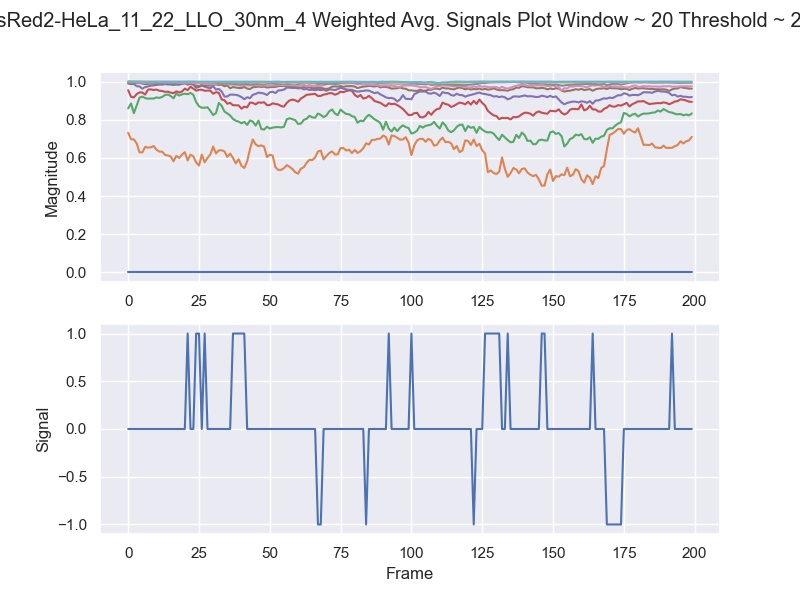 sRed2-HeLa_11_22_LLO_30nm_4 Weighted Avg. Signals Plot Window ~ 20 Threshold ~ 2
1.0
0.8
0.6
0.4
0.2
0.0
Magnitude
0 25 50 75 100 125 150 175 200
1.0
0.5
0.0
−0.5
−1.0
Signal
0 25 50 75 100 125 150 175 200
Frame